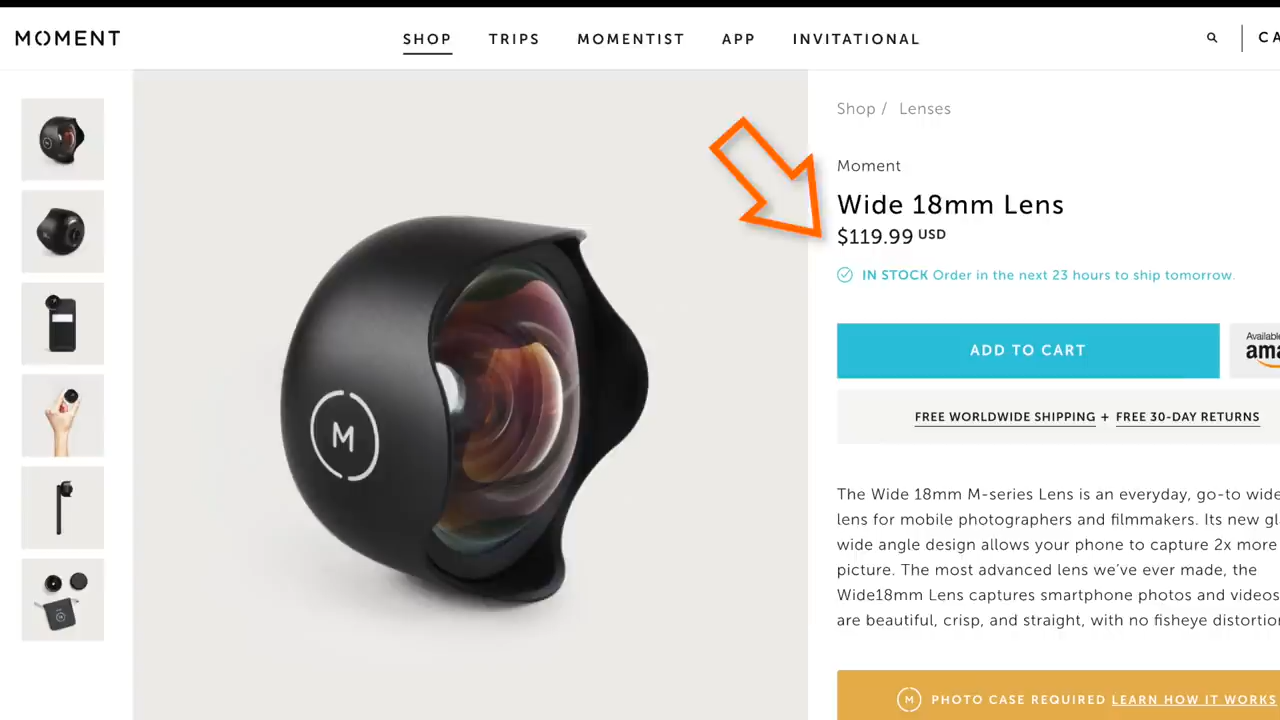 MOMENT
SHOP TRIPS MOMENTIST APP INVITATIONAL
Shop / Lenses
Moment
Wide 18mm Lens
$119.99 USD
IN STOCK Order in the next 23 hours to ship tomorrow.
ADD TO CART
Available
FREE WORLDWIDE SHIPPING + FREE 30-DAY RETURNS
M
The Wide 18mm M-series Lens is an everyday, go-to wide
lens for mobile photographers and filmmakers. Its new gl
wide angle design allows your phone to capture 2x more
picture. The most advanced lens we've ever made, the
Wide18mm Lens captures smartphone photos and videos
are beautiful, crisp, and straight, with no fisheye distortion
M PHOTO CASE REQUIRED LEARN HOW IT WORKS